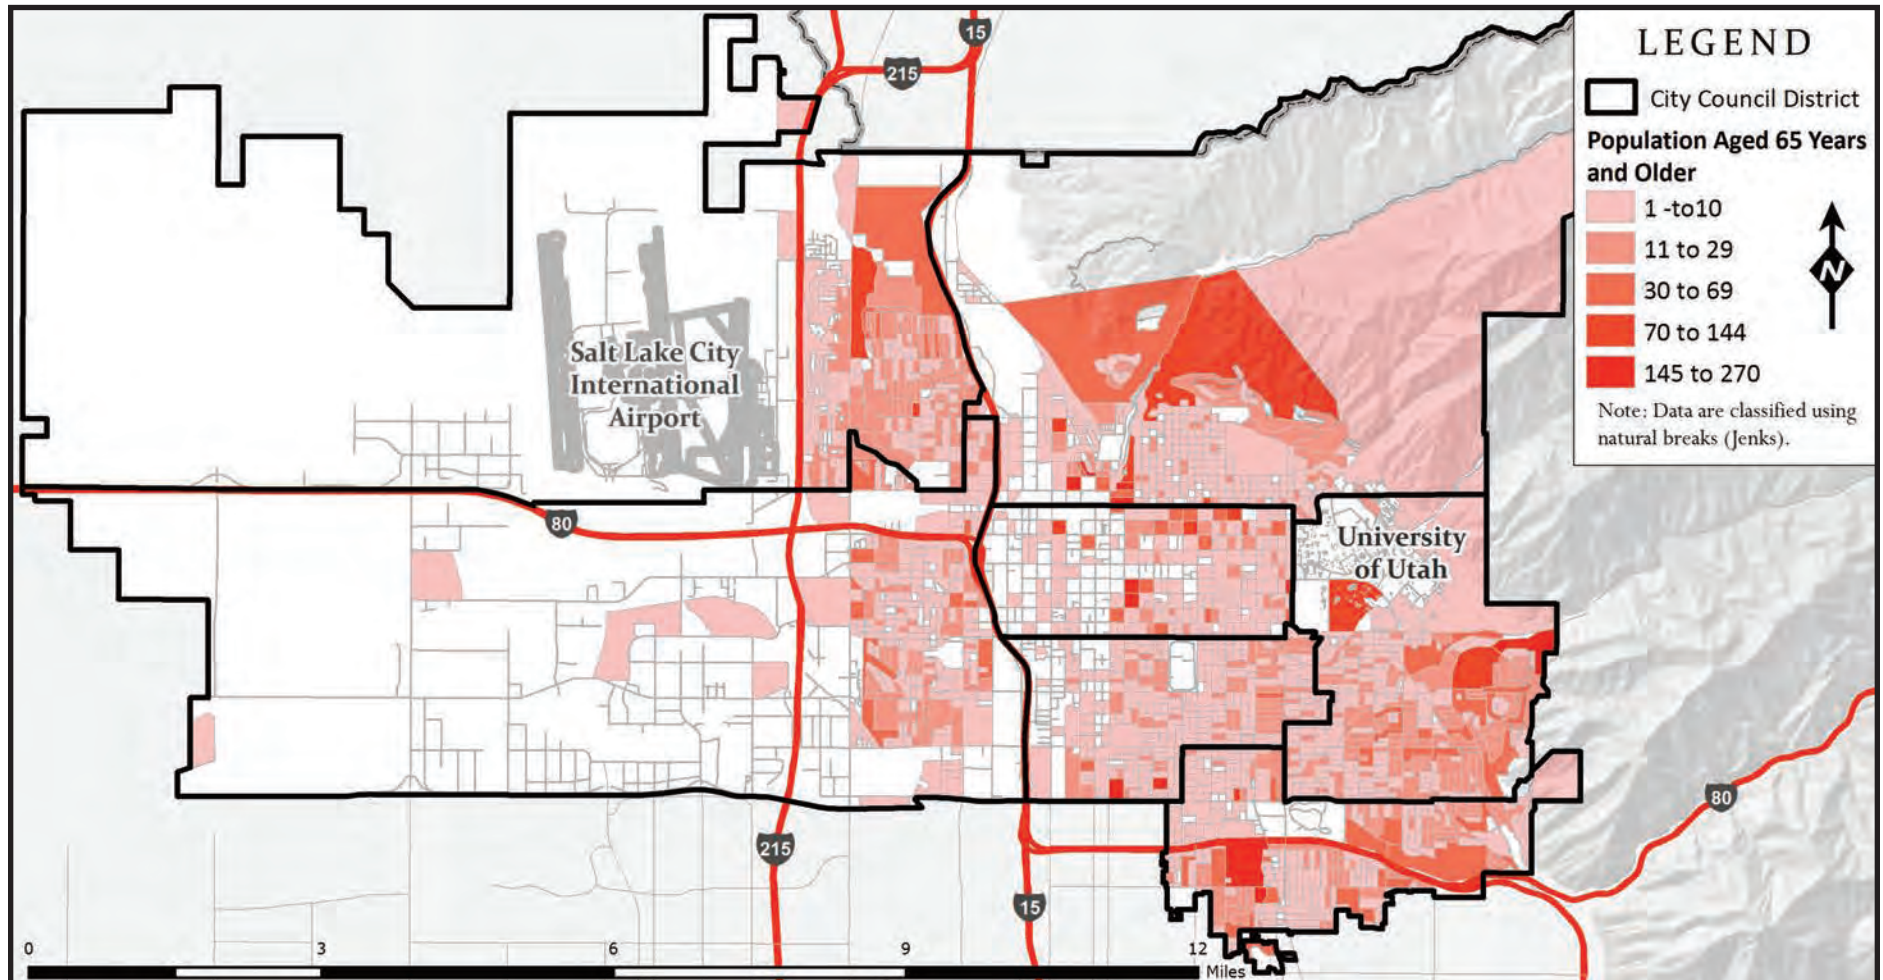 15
215
LEGEND
City Council District
Population Aged 65 Years
and Older
1 -to10
11 to 29
30 to 69
70 to 144
145 to 270
Note: Data are classified using
natural breaks (Jenks).
N
Salt Lake City
International
Airport
80
University
of Utah
80
215
15
0 3 6 9 12
Miles